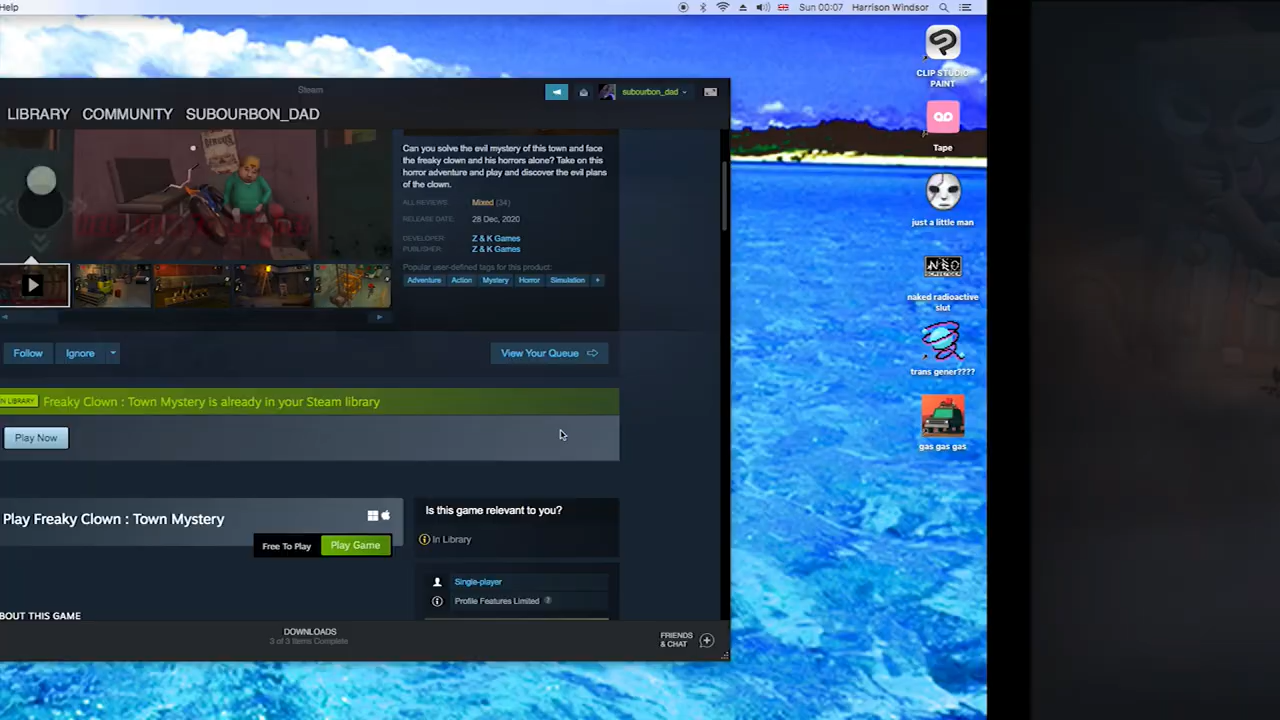 Help
Sun 00:07 Harrison Windsor
Steam
subourbon_dad
LIBRARY COMMUNITY SUBOURBON_DAD
Can you solve the evil mystery of this town and face
the freaky clown and his horrors alone? Take on this
horror adventure and play and discover the evil plans
of the clown.
ALL REVIEWS: Mixed (34)
RELEASE DATE: 28 Dec, 2020
DEVELOPER: Z & K Games
PUBLISHER: Z & K Games
Popular user-defined tags for this product:
Adventure Action Mystery Horror Simulation +
Follow Ignore View Your Queue
IN LIBRARY Freaky Clown : Town Mystery is already in your Steam library
Play Now
Play Freaky Clown : Town Mystery
Free To Play Play Game
Is this game relevant to you?
In Library
Single-player
Profile Features Limited ?
BOUT THIS GAME
DOWNLOADS
3 of 3 Items Complete
FRIENDS
& CHAT
CLIP STUDIO
PAINT
Tape
just a little man
NEO
SCAVENGER
naked radioactive
slut
trans gener????
gas gas gas